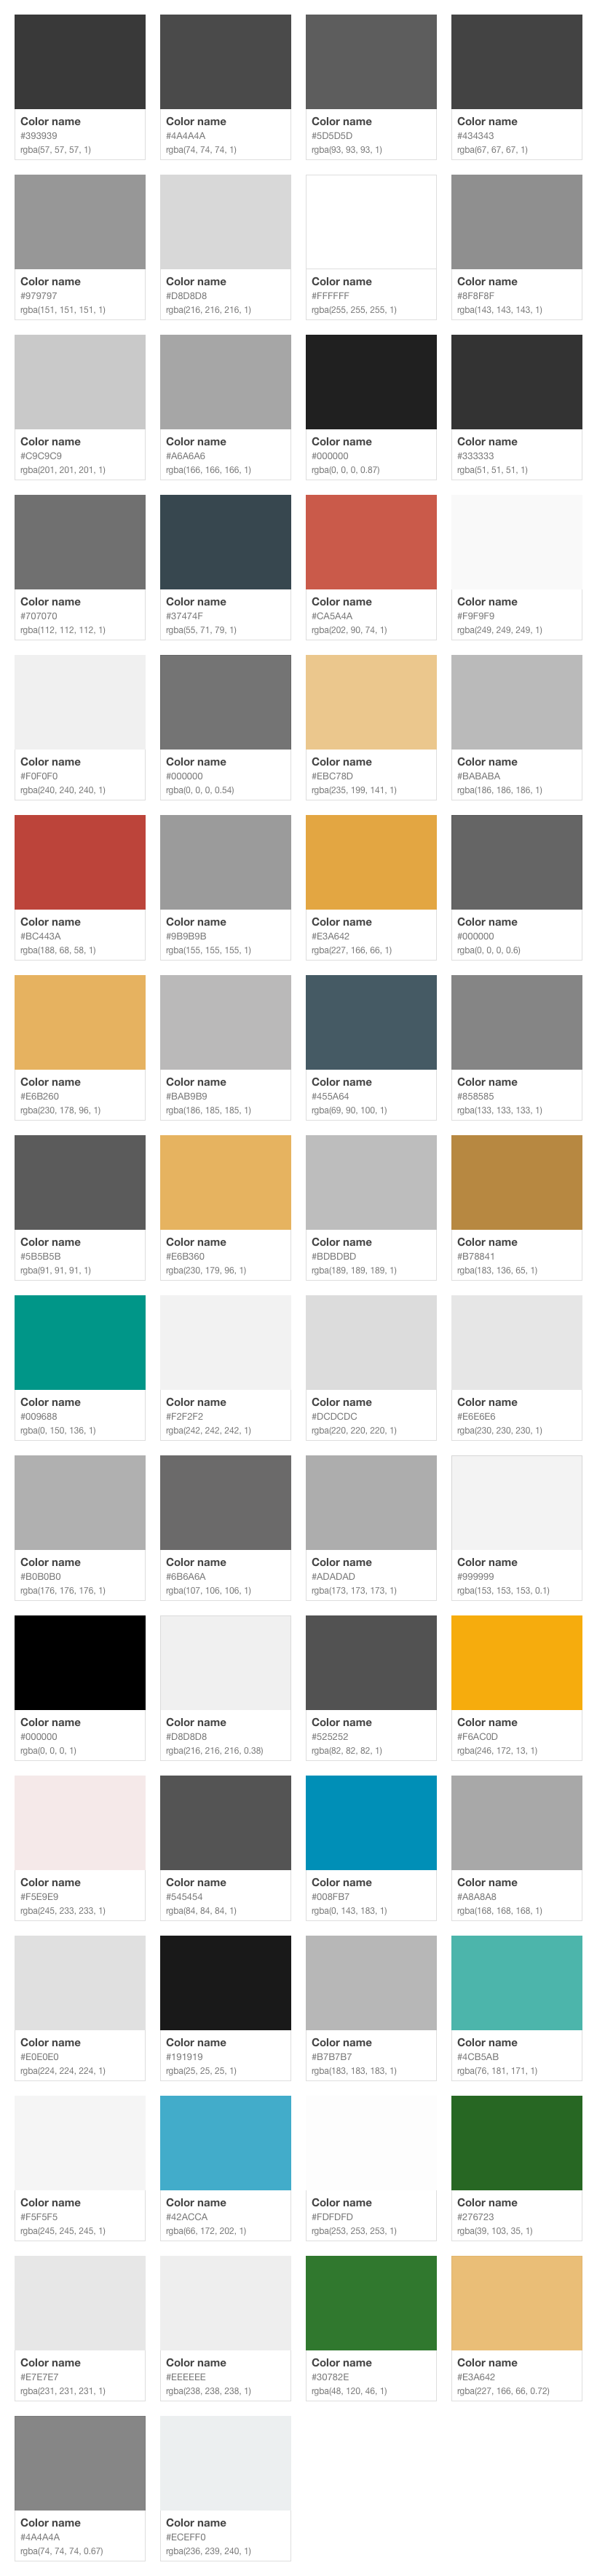 Color name
#393939
rgba(57, 57, 57, 1)
Color name
#4A4A4A
rgba(74, 74, 74, 1)
Color name
#5D5D5D
rgba(93, 93, 93, 1)
Color name
#434343
rgba(67, 67, 67, 1)
Color name
#979797
rgba(151, 151, 151, 1)
Color name
#D8D8D8
rgba(216, 216, 216, 1)
Color name
#FFFFFF
rgba(255, 255, 255, 1)
Color name
#8F8F8F
rgba(143, 143, 143, 1)
Color name
#C9C9C9
rgba(201, 201, 201, 1)
Color name
#A6A6A6
rgba(166, 166, 166, 1)
Color name
#000000
rgba(0, 0, 0, 0.87)
Color name
#333333
rgba(51, 51, 51, 1)
Color name
#707070
rgba(112, 112, 112, 1)
Color name
#37474F
rgba(55, 71, 79, 1)
Color name
#CA5A4A
rgba(202, 90, 74, 1)
Color name
#F9F9F9
rgba(249, 249, 249, 1)
Color name
#F0F0F0
rgba(240, 240, 240, 1)
Color name
#000000
rgba(0, 0, 0, 0.54)
Color name
#EBC78D
rgba(235, 199, 141, 1)
Color name
#BABABA
rgba(186, 186, 186, 1)
Color name
#BC443A
rgba(188, 68, 58, 1)
Color name
#9B9B9B
rgba(155, 155, 155, 1)
Color name
#E3A642
rgba(227, 166, 66, 1)
Color name
#000000
rgba(0, 0, 0, 0.6)
Color name
#E6B260
rgba(230, 178, 96, 1)
Color name
#BAB9B9
rgba(186, 185, 185, 1)
Color name
#455A64
rgba(69, 90, 100, 1)
Color name
#858585
rgba(133, 133, 133, 1)
Color name
#5B5B5B
rgba(91, 91, 91, 1)
Color name
#E6B360
rgba(230, 179, 96, 1)
Color name
#BDBDBD
rgba(189, 189, 189, 1)
Color name
#B78841
rgba(183, 136, 65, 1)
Color name
#009688
rgba(0, 150, 136, 1)
Color name
#F2F2F2
rgba(242, 242, 242, 1)
Color name
#DCDCDC
rgba(220, 220, 220, 1)
Color name
#E6E6E6
rgba(230, 230, 230, 1)
Color name
#B0B0B0
rgba(176, 176, 176, 1)
Color name
#6B6A6A
rgba(107, 106, 106, 1)
Color name
#ADADAD
rgba(173, 173, 173, 1)
Color name
#999999
rgba(153, 153, 153, 0.1)
Color name
#000000
rgba(0, 0, 0, 1)
Color name
#D8D8D8
rgba(216, 216, 216, 0.38)
Color name
#525252
rgba(82, 82, 82, 1)
Color name
#F6AC0D
rgba(246, 172, 13, 1)
Color name
#F5E9E9
rgba(245, 233, 233, 1)
Color name
#545454
rgba(84, 84, 84, 1)
Color name
#008FB7
rgba(0, 143, 183, 1)
Color name
#A8A8A8
rgba(168, 168, 168, 1)
Color name
#E0E0E0
rgba(224, 224, 224, 1)
Color name
#191919
rgba(25, 25, 25, 1)
Color name
#B7B7B7
rgba(183, 183, 183, 1)
Color name
#4CB5AB
rgba(76, 181, 171, 1)
Color name
#F5F5F5
rgba(245, 245, 245, 1)
Color name
#42ACCA
rgba(66, 172, 202, 1)
Color name
#FDFDFD
rgba(253, 253, 253, 1)
Color name
#276723
rgba(39, 103, 35, 1)
Color name
#E7E7E7
rgba(231, 231, 231, 1)
Color name
#EEEEEE
rgba(238, 238, 238, 1)
Color name
#30782E
rgba(48, 120, 46, 1)
Color name
#E3A642
rgba(227, 166, 66, 0.72)
Color name
#4A4A4A
rgba(74, 74, 74, 0.67)
Color name
#ECEFF0
rgba(236, 239, 240, 1)